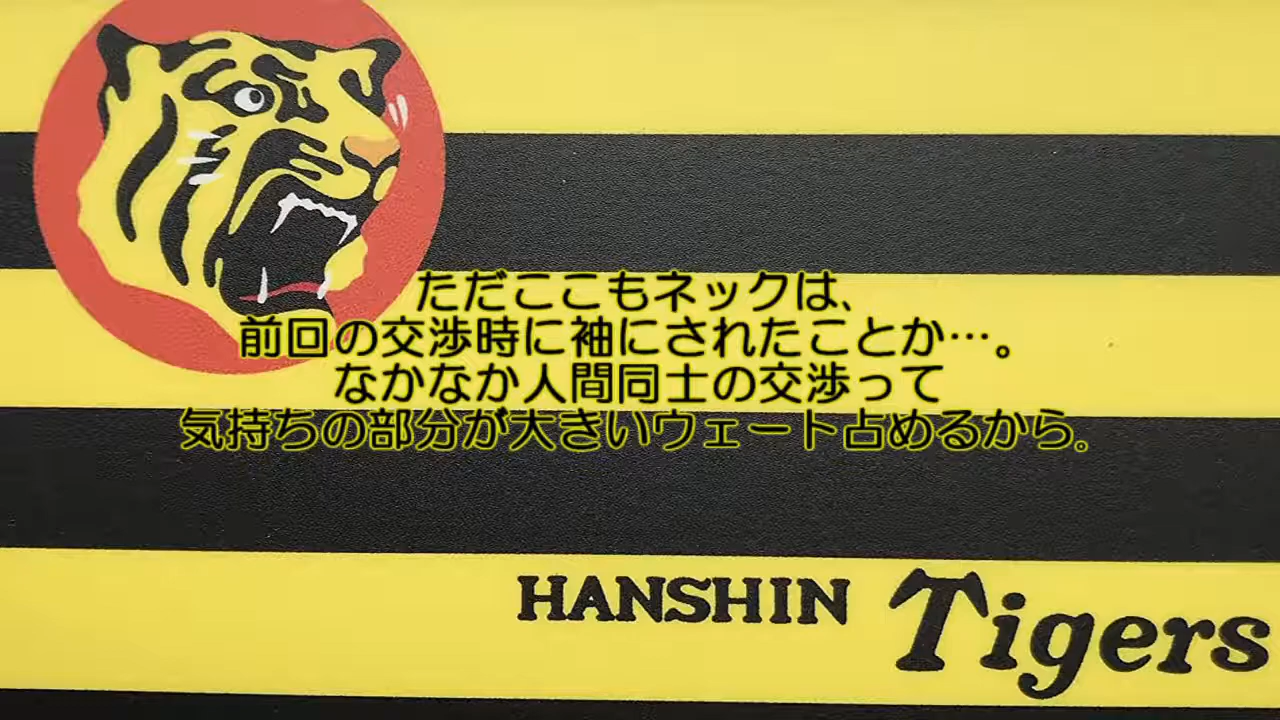 ただここもネックは、
前回の交渉時に袖にされたことか…。
なかなか人間同士の交渉って
気持ちの部分が大きいウェート占めるから。
HANSHIN Tigers